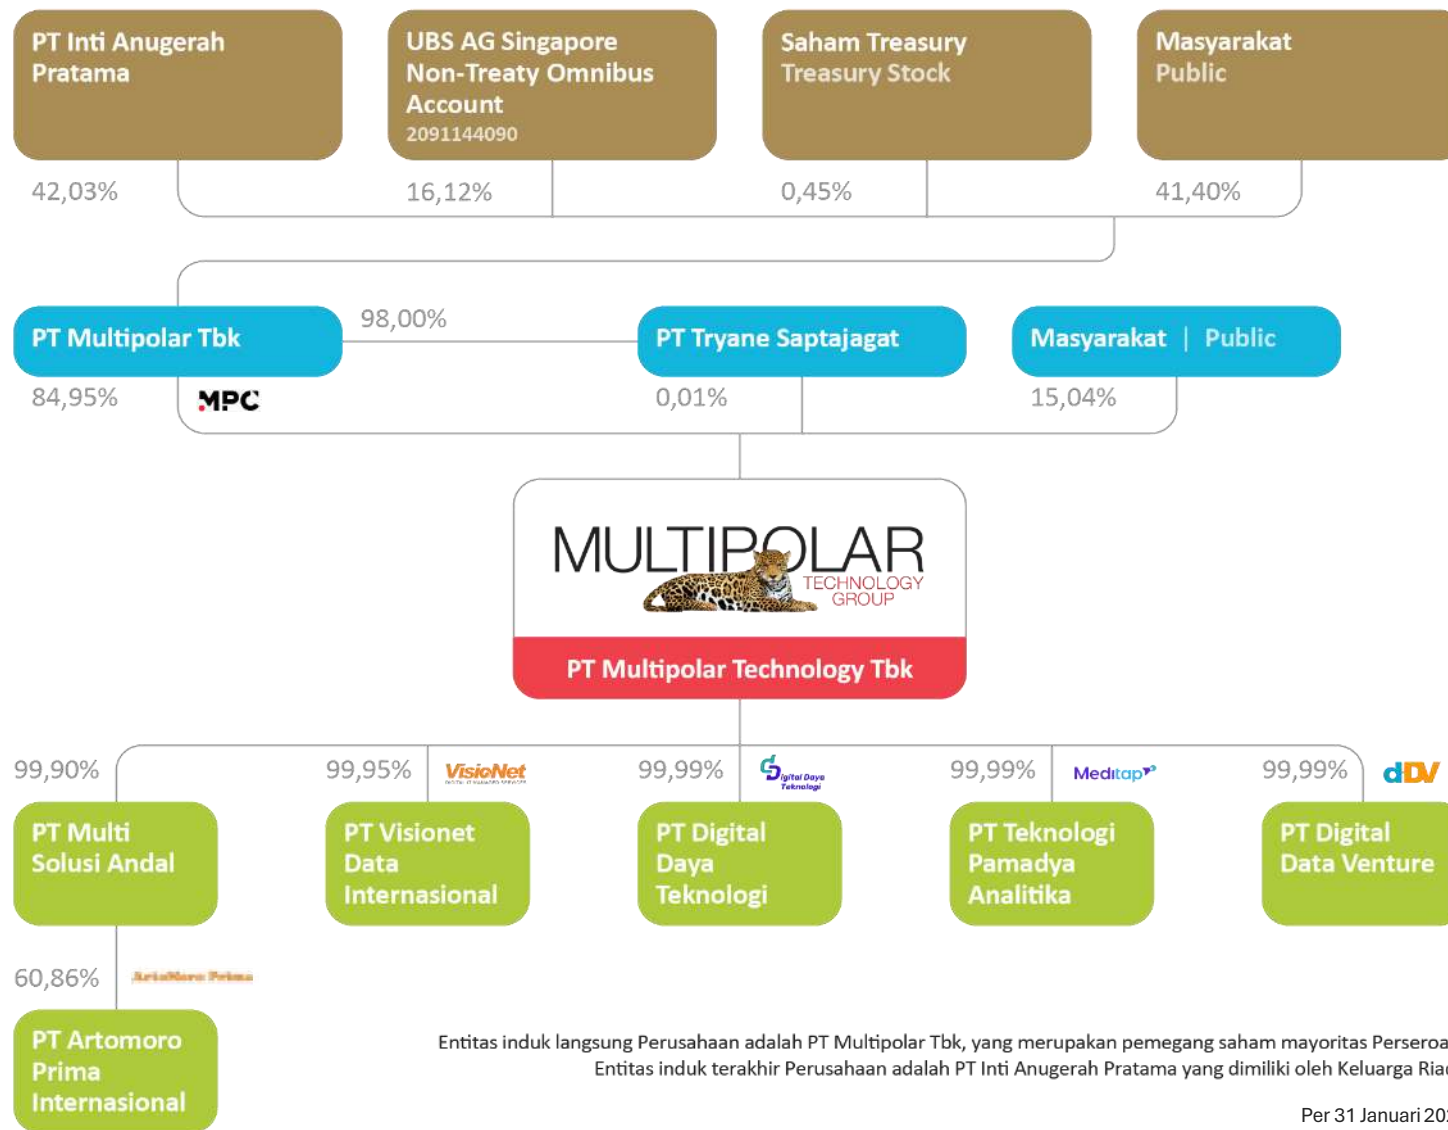 PT Inti Anugerah
Pratama
UBS AG Singapore
Non-Treaty Omnibus
Account
2091144090
Saham Treasury
Treasury Stock
Masyarakat
Public
42,03%
16,12%
0,45%
41,40%
PT Multipolar Tbk
98,00%
PT Tryane Saptajagat
Masyarakat | Public
84,95%
MPC
0,01%
15,04%
MULTIPOLAR
TECHNOLOGY
GROUP
PT Multipolar Technology Tbk
99,90%
99,95%
VisioNet
99,99%
Digital Daya
Teknologi
99,99%
Meditap
99,99%
dDV
PT Multi
Solusi Andal
PT Visionet
Data
Internasional
PT Digital
Daya
Teknologi
PT Teknologi
Pamadya
Analitika
PT Digital
Data Venture
60,86%
ArtaMoro Prima
PT Artomoro
Prima
Internasional
Entitas induk langsung Perusahaan adalah PT Multipolar Tbk, yang merupakan pemegang saham mayoritas Perseroa
Entitas induk terakhir Perusahaan adalah PT Inti Anugerah Pratama yang dimiliki oleh Keluarga Riad
Per 31 Januari 202